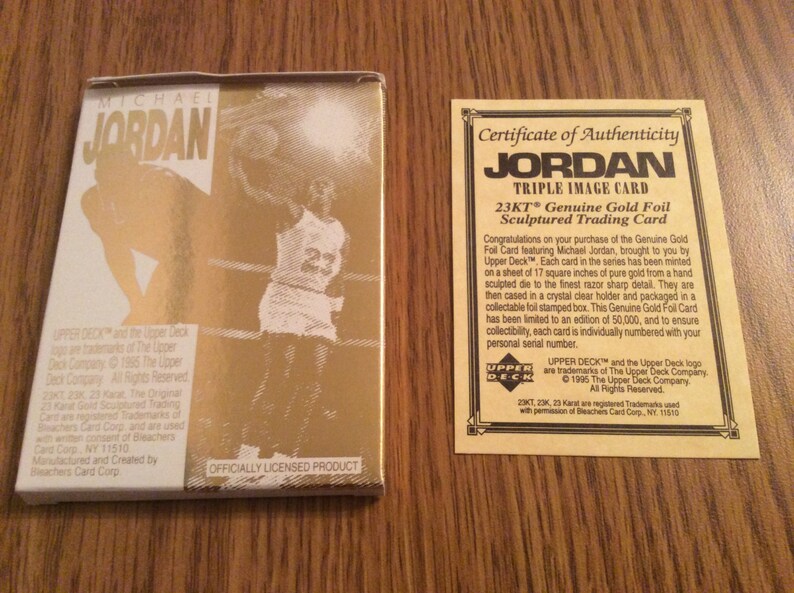 MICHAEL
JORDAN
23
UPPER DECK™ and the Upper Deck
logo are trademarks of The Upper
Deck Company. © 1995 The Upper
Deck Company All Rights Reserved.
23KT, 23K, 23 Karat, The Original
23 Karat Gold Sculptured Trading
Card are registered Trademarks of
Bleachers Card Corp. and are used
with written consent of Bleachers
Card Corp., NY 11510.
Manufactured and Created by
Bleachers Card Corp.
OFFICIALLY LICENSED PRODUCT
Certificate of Authenticity
JORDAN
TRIPLE IMAGE CARD
23KT® Genuine Gold Foil
Sculptured Trading Card
Congratulations on your purchase of the Genuine Gold
Foil Card featuring Michael Jordan, brought to you by
Upper Deck™. Each card in the series has been minted
on a sheet of 17 square inches of pure gold from a hand
sculpted die to the finest razor sharp detail. They are
then cased in a crystal clear holder and packaged in a
collectable foil stamped box. This Genuine Gold Foil Card
has been limited to an edition of 50,000, and to ensure
collectibility, each card is individually numbered with your
personal serial number.
UPPER
DECK
UPPER DECK™ and the Upper Deck logo
are trademarks of The Upper Deck Company.
© 1995 The Upper Deck Company.
All Rights Reserved.
23KT, 23K, 23 Karat are registered Trademarks used
with permission of Bleachers Card Corp., NY 11510